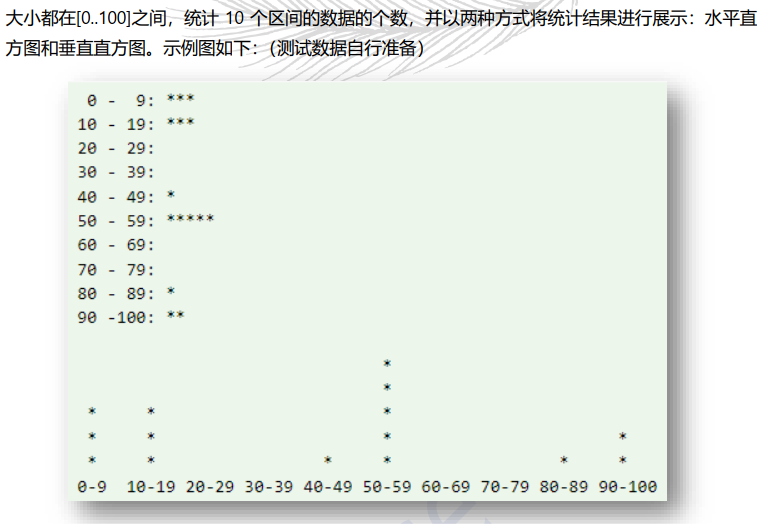 大小都在[0..100]之间，统计 10 个区间的数据的个数，并以两种方式将统计结果进行展示：水平直
方图和垂直直方图。示例图如下：（测试数据自行准备）
 0 -  9: ***
10 - 19: ***
20 - 29:
30 - 39:
40 - 49: *
50 - 59: *****
60 - 69:
70 - 79:
80 - 89: *
90 -100: **
*
*
* * *
* * * *
* * * * * *
0-9 10-19 20-29 30-39 40-49 50-59 60-69 70-79 80-89 90-100